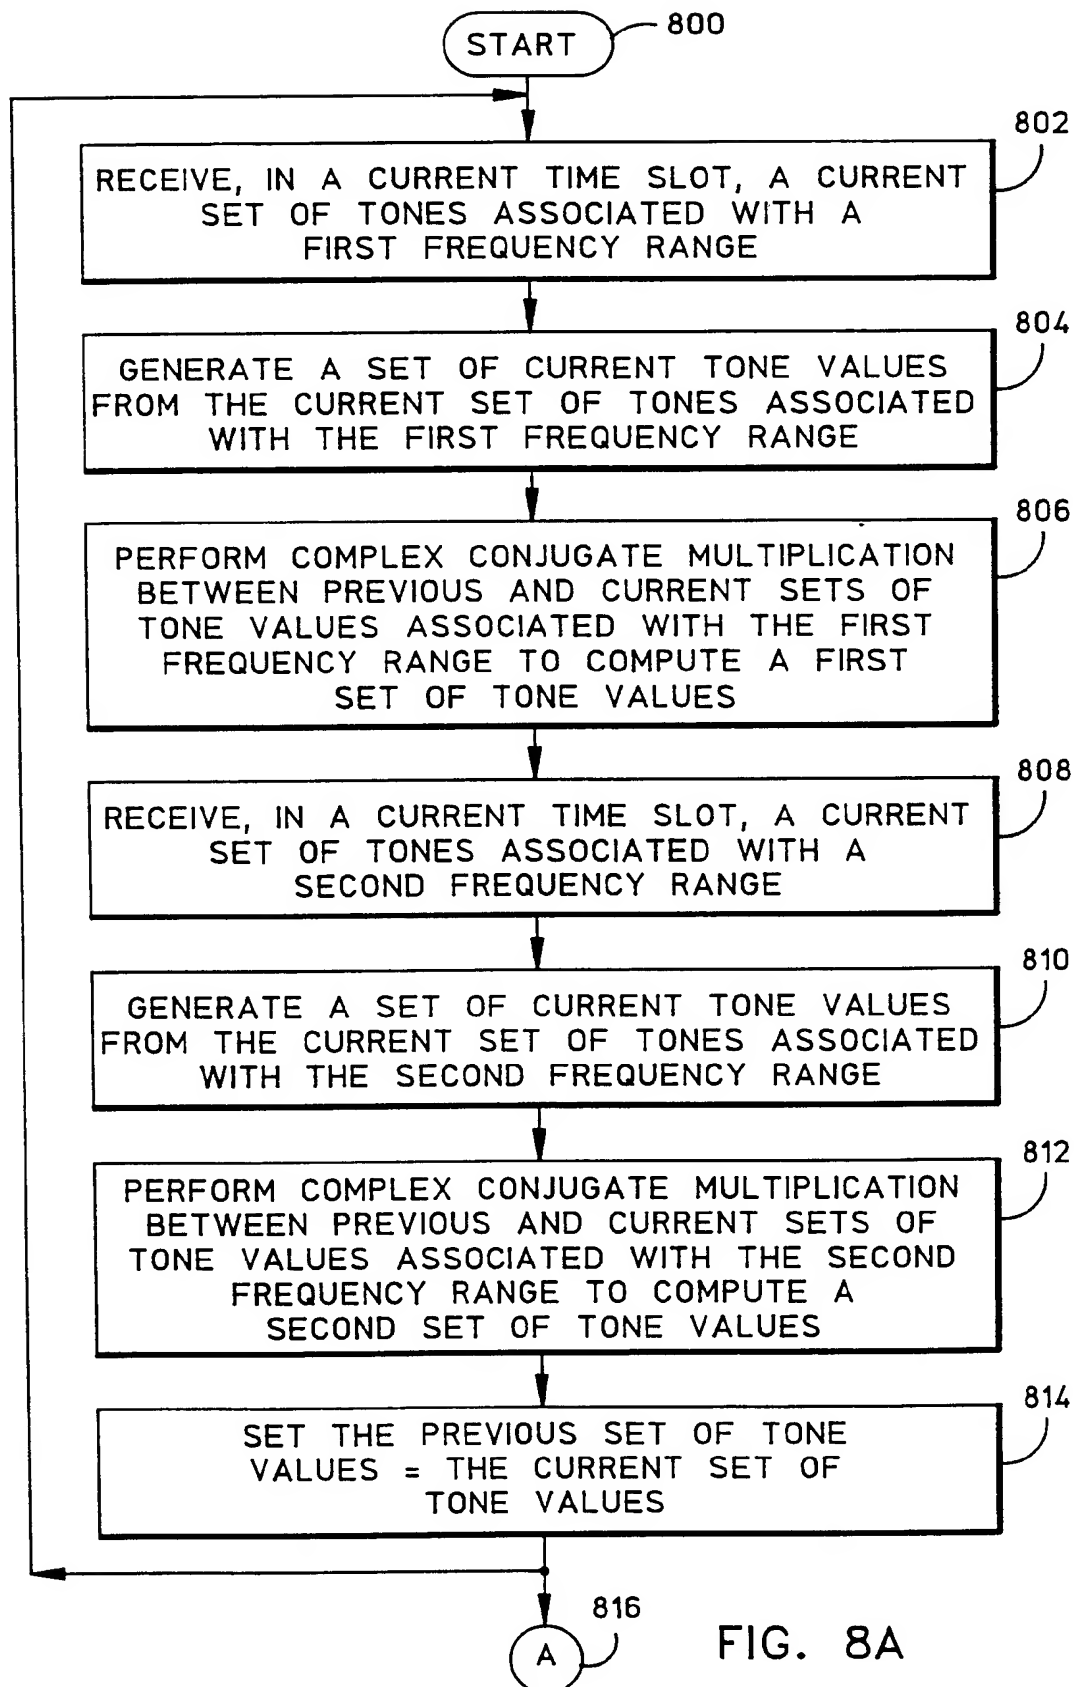 START
800
802
RECEIVE, IN A CURRENT TIME SLOT, A CURRENT
SET OF TONES ASSOCIATED WITH A
FIRST FREQUENCY RANGE
804
GENERATE A SET OF CURRENT TONE VALUES
FROM THE CURRENT SET OF TONES ASSOCIATED
WITH THE FIRST FREQUENCY RANGE
806
PERFORM COMPLEX CONJUGATE MULTIPLICATION
BETWEEN PREVIOUS AND CURRENT SETS OF
TONE VALUES ASSOCIATED WITH THE FIRST
FREQUENCY RANGE TO COMPUTE A FIRST
SET OF TONE VALUES
808
RECEIVE, IN A CURRENT TIME SLOT, A CURRENT
SET OF TONES ASSOCIATED WITH A
SECOND FREQUENCY RANGE
810
GENERATE A SET OF CURRENT TONE VALUES
FROM THE CURRENT SET OF TONES ASSOCIATED
WITH THE SECOND FREQUENCY RANGE
812
PERFORM COMPLEX CONJUGATE MULTIPLICATION
BETWEEN PREVIOUS AND CURRENT SETS OF
TONE VALUES ASSOCIATED WITH THE SECOND
FREQUENCY RANGE TO COMPUTE A
SECOND SET OF TONE VALUES
814
SET THE PREVIOUS SET OF TONE
VALUES = THE CURRENT SET OF
TONE VALUES
816
A
FIG. 8A